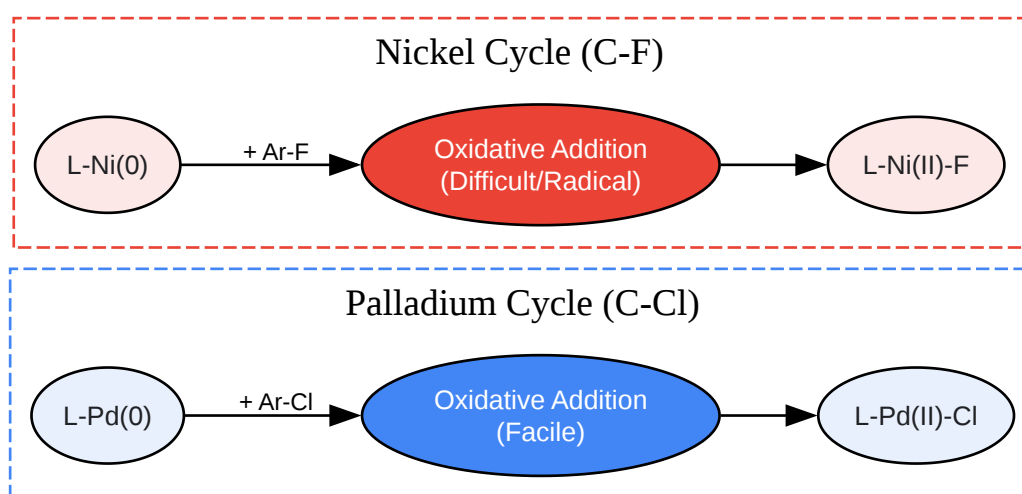 Nickel Cycle (C-F)
L-Ni(0)
+ Ar-F
Oxidative Addition
(Difficult/Radical)
L-Ni(II)-F
Palladium Cycle (C-Cl)
L-Pd(0)
+ Ar-Cl
Oxidative Addition
(Facile)
L-Pd(II)-Cl